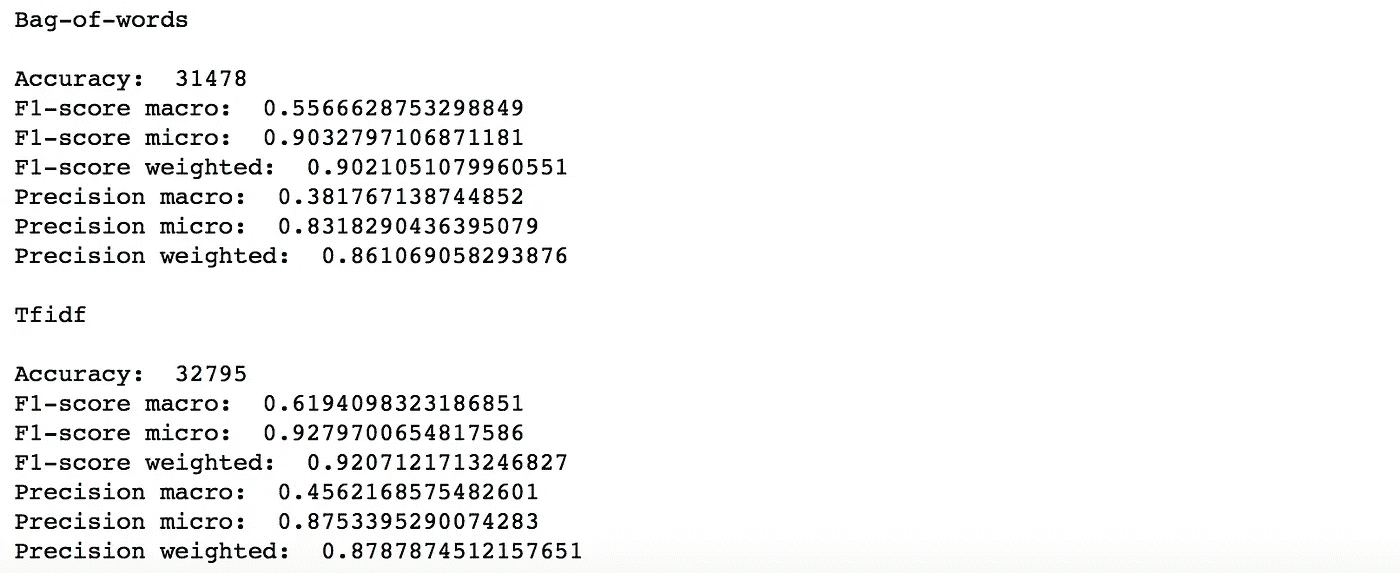 Bag-of-words
Accuracy: 31478
F1-score macro: 0.5566628753298849
F1-score micro: 0.9032797106871181
F1-score weighted: 0.9021051079960551
Precision macro: 0.381767138744852
Precision micro: 0.8318290436395079
Precision weighted: 0.861069058293876
Tfidf
Accuracy: 32795
F1-score macro: 0.6194098323186851
F1-score micro: 0.9279700654817586
F1-score weighted: 0.9207121713246827
Precision macro: 0.4562168575482601
Precision micro: 0.8753395290074283
Precision weighted: 0.8787874512157651